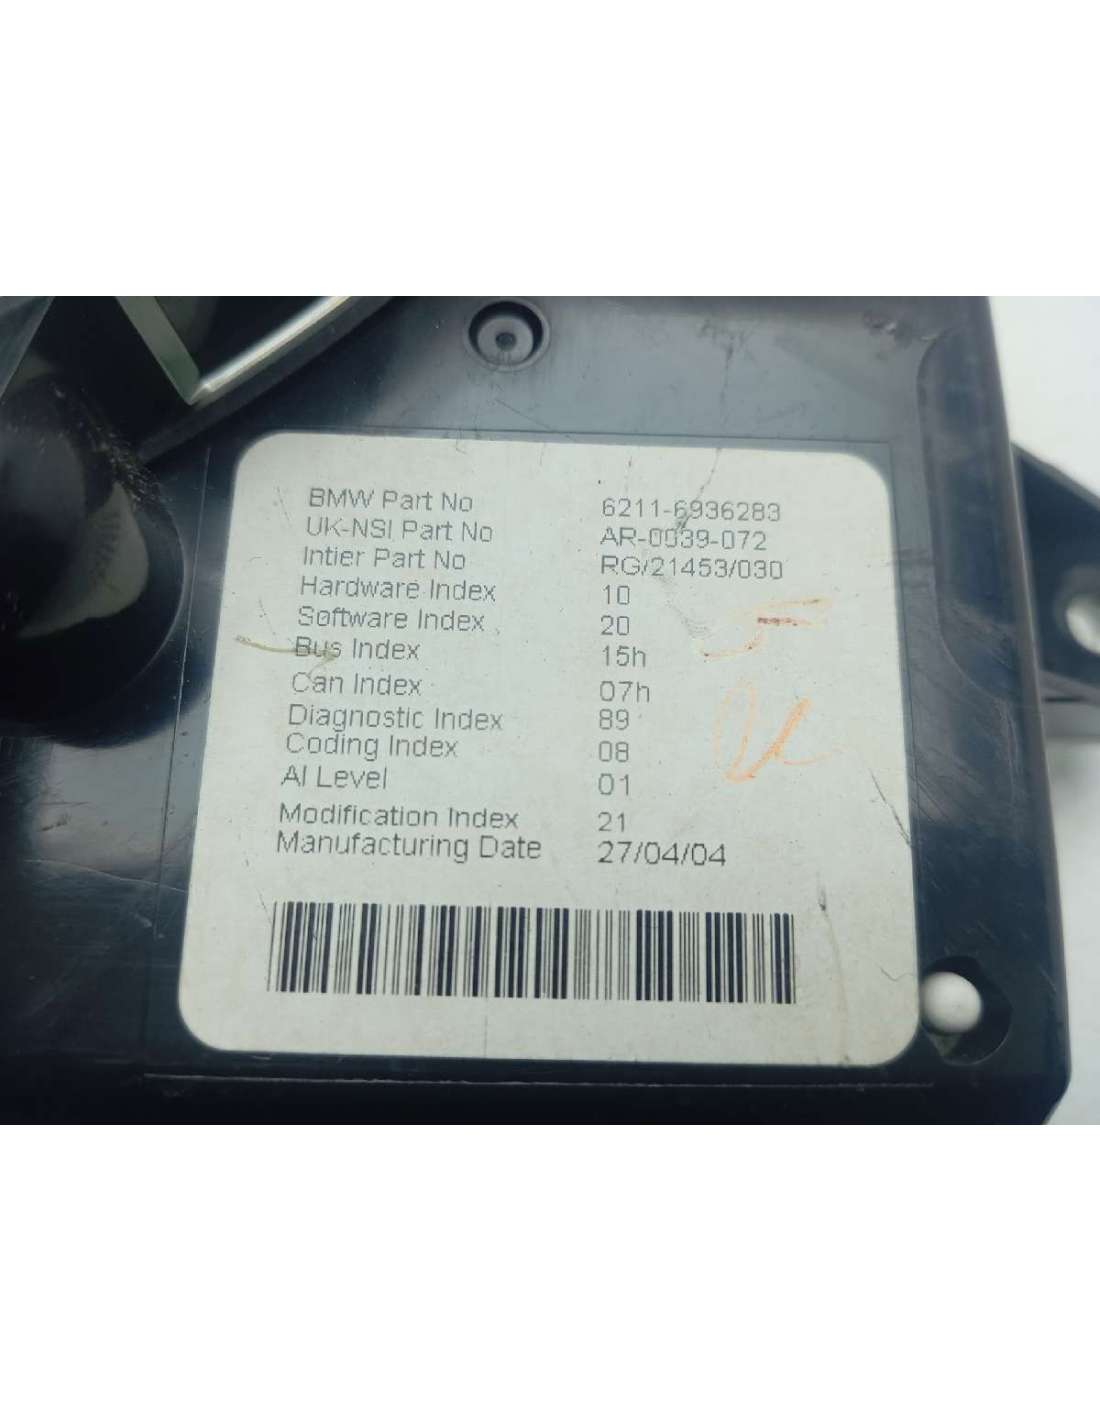 BMW Part No 6211-6936283
UK-NSI Part No AR-0039-072
Intier Part No RG/21453/030
Hardware Index 10
Software Index 20
Bus Index 15h
Can Index 07h
Diagnostic Index 89
Coding Index 08
AI Level 01
Modification Index 21
Manufacturing Date 27/04/04